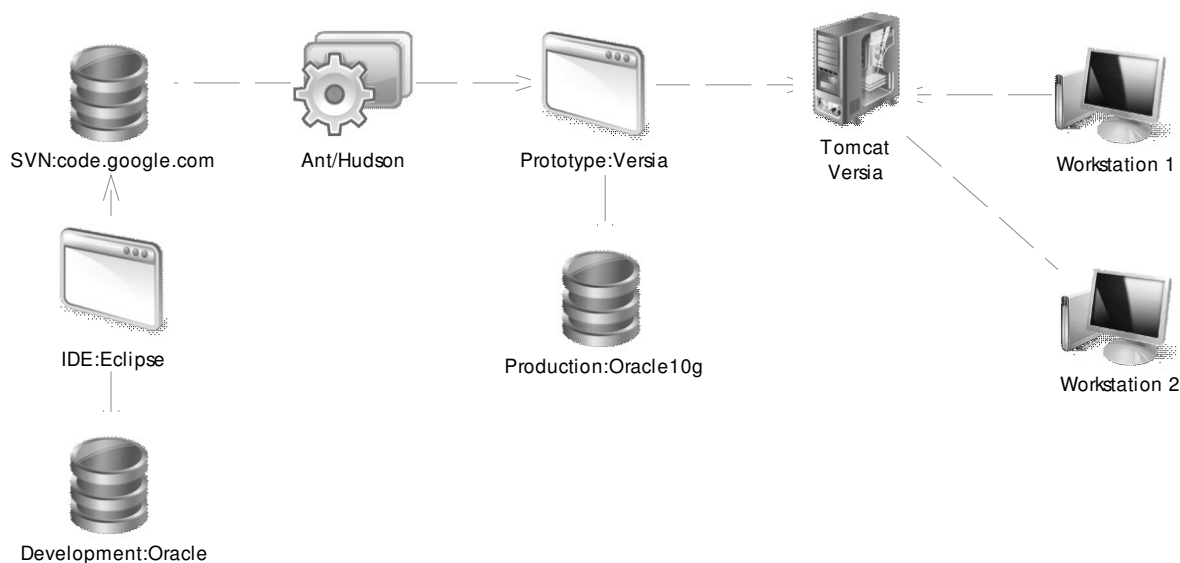 SVN:code.google.com
Ant/Hudson
Prototype:Versia
Tomcat
Versia
Workstation 1
IDE:Eclipse
Production:Oracle10g
Workstation 2
Development:Oracle